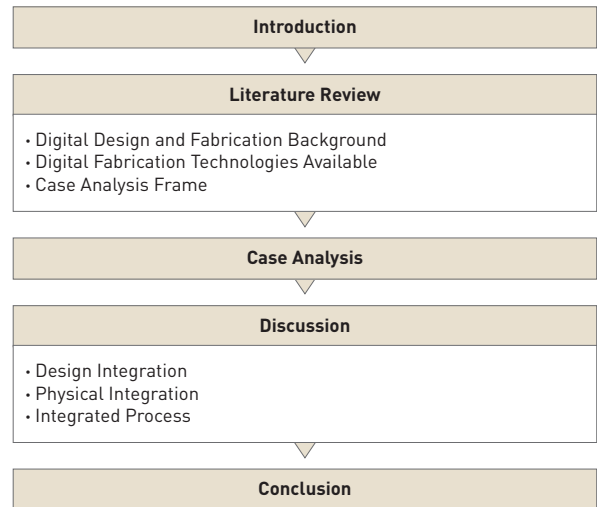 Introduction
Literature Review
• Digital Design and Fabrication Background
• Digital Fabrication Technologies Available
• Case Analysis Frame
Case Analysis
Discussion
• Design Integration
• Physical Integration
• Integrated Process
Conclusion